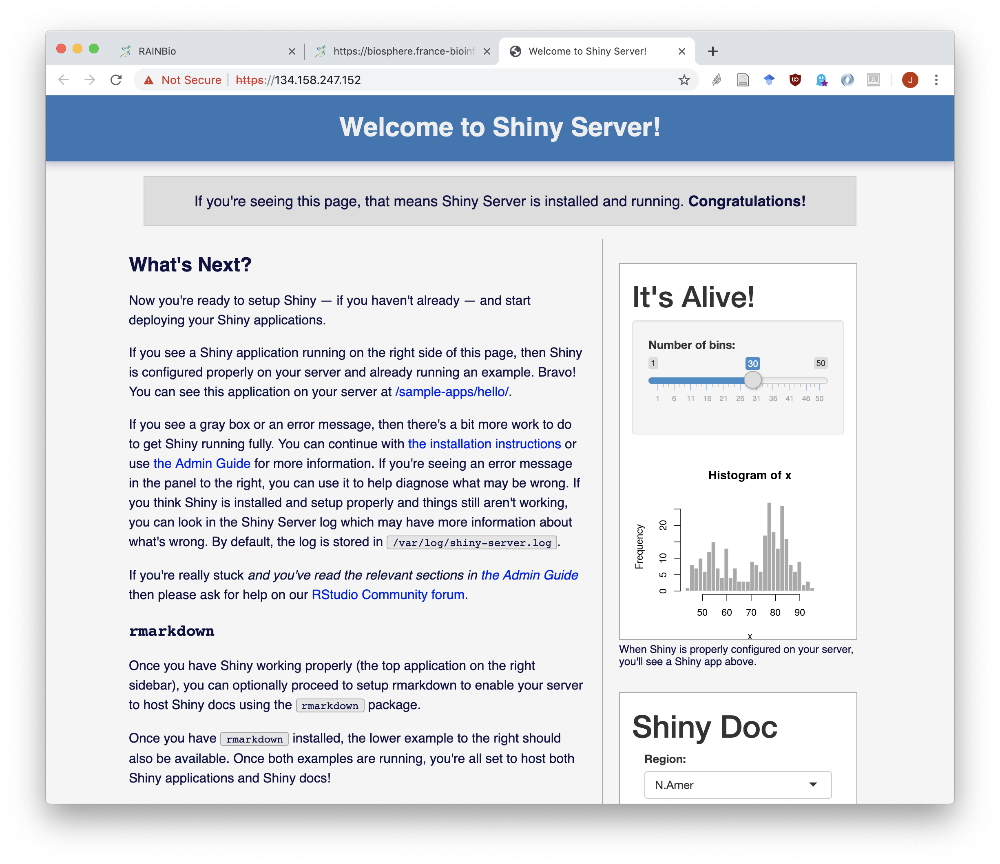 RAINBio
https://biosphere.france-bioinf
Welcome to Shiny Server!
Not Secure
https://134.158.247.152
J
Welcome to Shiny Server!
If you're seeing this page, that means Shiny Server is installed and running. Congratulations!
What's Next?
Now you're ready to setup Shiny — if you haven't already — and start
deploying your Shiny applications.
If you see a Shiny application running on the right side of this page, then Shiny
is configured properly on your server and already running an example. Bravo!
You can see this application on your server at /sample-apps/hello/.
If you see a gray box or an error message, then there's a bit more work to do
to get Shiny running fully. You can continue with the installation instructions or
use the Admin Guide for more information. If you're seeing an error message
in the panel to the right, you can use it to help diagnose what may be wrong. If
you think Shiny is installed and setup properly and things still aren't working,
you can look in the Shiny Server log which may have more information about
what's wrong. By default, the log is stored in /var/log/shiny-server.log.
If you're really stuck and you've read the relevant sections in the Admin Guide
then please ask for help on our RStudio Community forum.
rmarkdown
Once you have Shiny working properly (the top application on the right
sidebar), you can optionally proceed to setup rmarkdown to enable your server
to host Shiny docs using the rmarkdown package.
Once you have rmarkdown installed, the lower example to the right should
also be available. Once both examples are running, you're all set to host both
Shiny applications and Shiny docs!
It's Alive!
Number of bins:
1 30 50
1 6 11 16 21 26 31 36 41 46 50
Histogram of x
Frequency
20
10
5
0
50 60 70 80 90
x
When Shiny is properly configured on your server,
you'll see a Shiny app above.
Shiny Doc
Region:
N.Amer